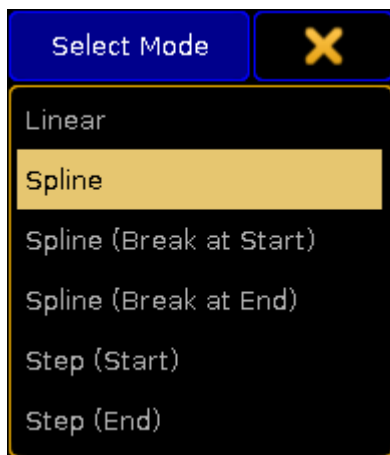 Select Mode
Linear
Spline
Spline (Break at Start)
Spline (Break at End)
Step (Start)
Step (End)